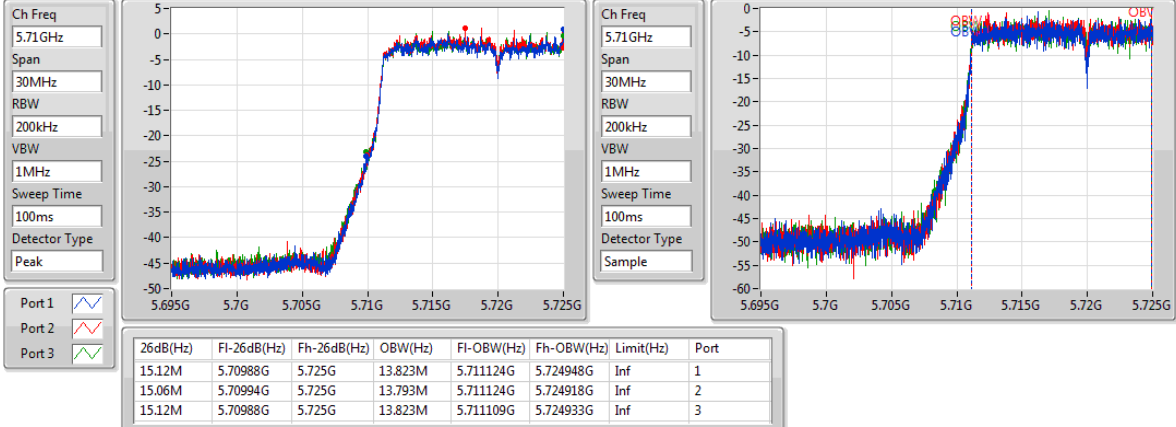 Ch Freq
5.71GHz
Span
30MHz
RBW
200kHz
VBW
1MHz
Sweep Time
100ms
Detector Type
Peak
Port 1
Port 2
Port 3
5
0
-5
-10
-15
-20
-25
-30
-35
-40
-45
-50
5.695G 5.7G 5.705G 5.71G 5.715G 5.72G 5.725G
Ch Freq
5.71GHz
Span
30MHz
RBW
200kHz
VBW
1MHz
Sweep Time
100ms
Detector Type
Sample
0
-5
-10
-15
-20
-25
-30
-35
-40
-45
-50
-55
-60
OBW
OBW
5.695G 5.7G 5.705G 5.71G 5.715G 5.72G 5.725G
26dB(Hz) Fl-26dB(Hz) Fh-26dB(Hz) OBW(Hz) Fl-OBW(Hz) Fh-OBW(Hz) Limit(Hz) Port
15.12M 5.70988G 5.725G 13.823M 5.711124G 5.724948G Inf 1
15.06M 5.70994G 5.725G 13.793M 5.711124G 5.724918G Inf 2
15.12M 5.70988G 5.725G 13.823M 5.711109G 5.724933G Inf 3